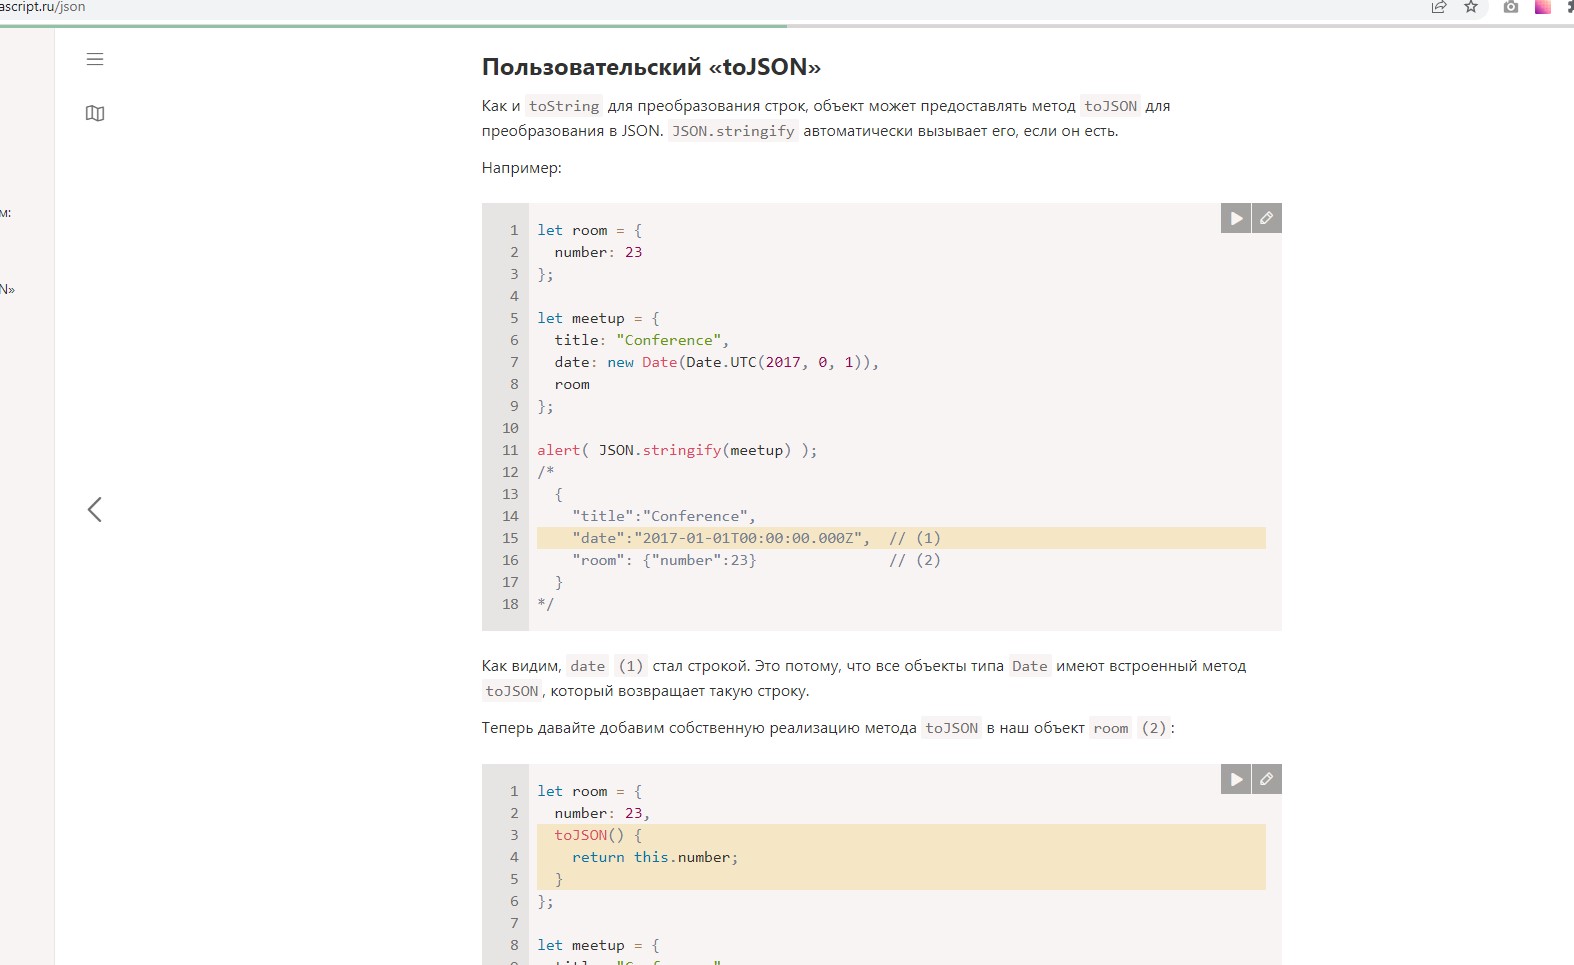 ascript.ru/json
м:
N»
Пользовательский «toJSON»
Как и toString для преобразования строк, объект может предоставлять метод toJSON для
преобразования в JSON. JSON.stringify автоматически вызывает его, если он есть.
Например:
1 let room = {
2   number: 23
3 };
4
5 let meetup = {
6   title: "Conference",
7   date: new Date(Date.UTC(2017, 0, 1)),
8   room
9 };
10
11 alert( JSON.stringify(meetup) );
12 /*
13   {
14     "title":"Conference",
15     "date":"2017-01-01T00:00:00.000Z",  // (1)
16     "room": {"number":23}               // (2)
17   }
18 */
Как видим, date (1) стал строкой. Это потому, что все объекты типа Date имеют встроенный метод
toJSON, который возвращает такую строку.
Теперь давайте добавим собственную реализацию метода toJSON в наш объект room (2):
1 let room = {
2   number: 23,
3   toJSON() {
4     return this.number;
5   }
6 };
7
8 let meetup = {